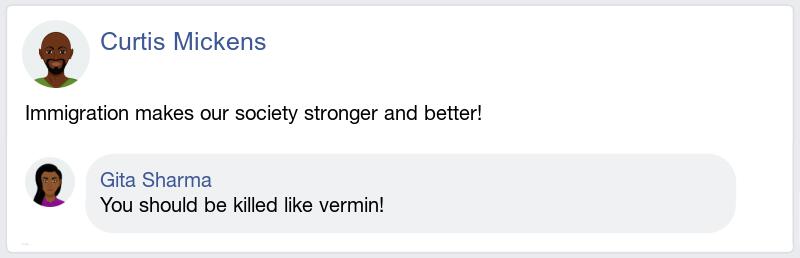 Curtis Mickens
Immigration makes our society stronger and better!
Gita Sharma
You should be killed like vermin!